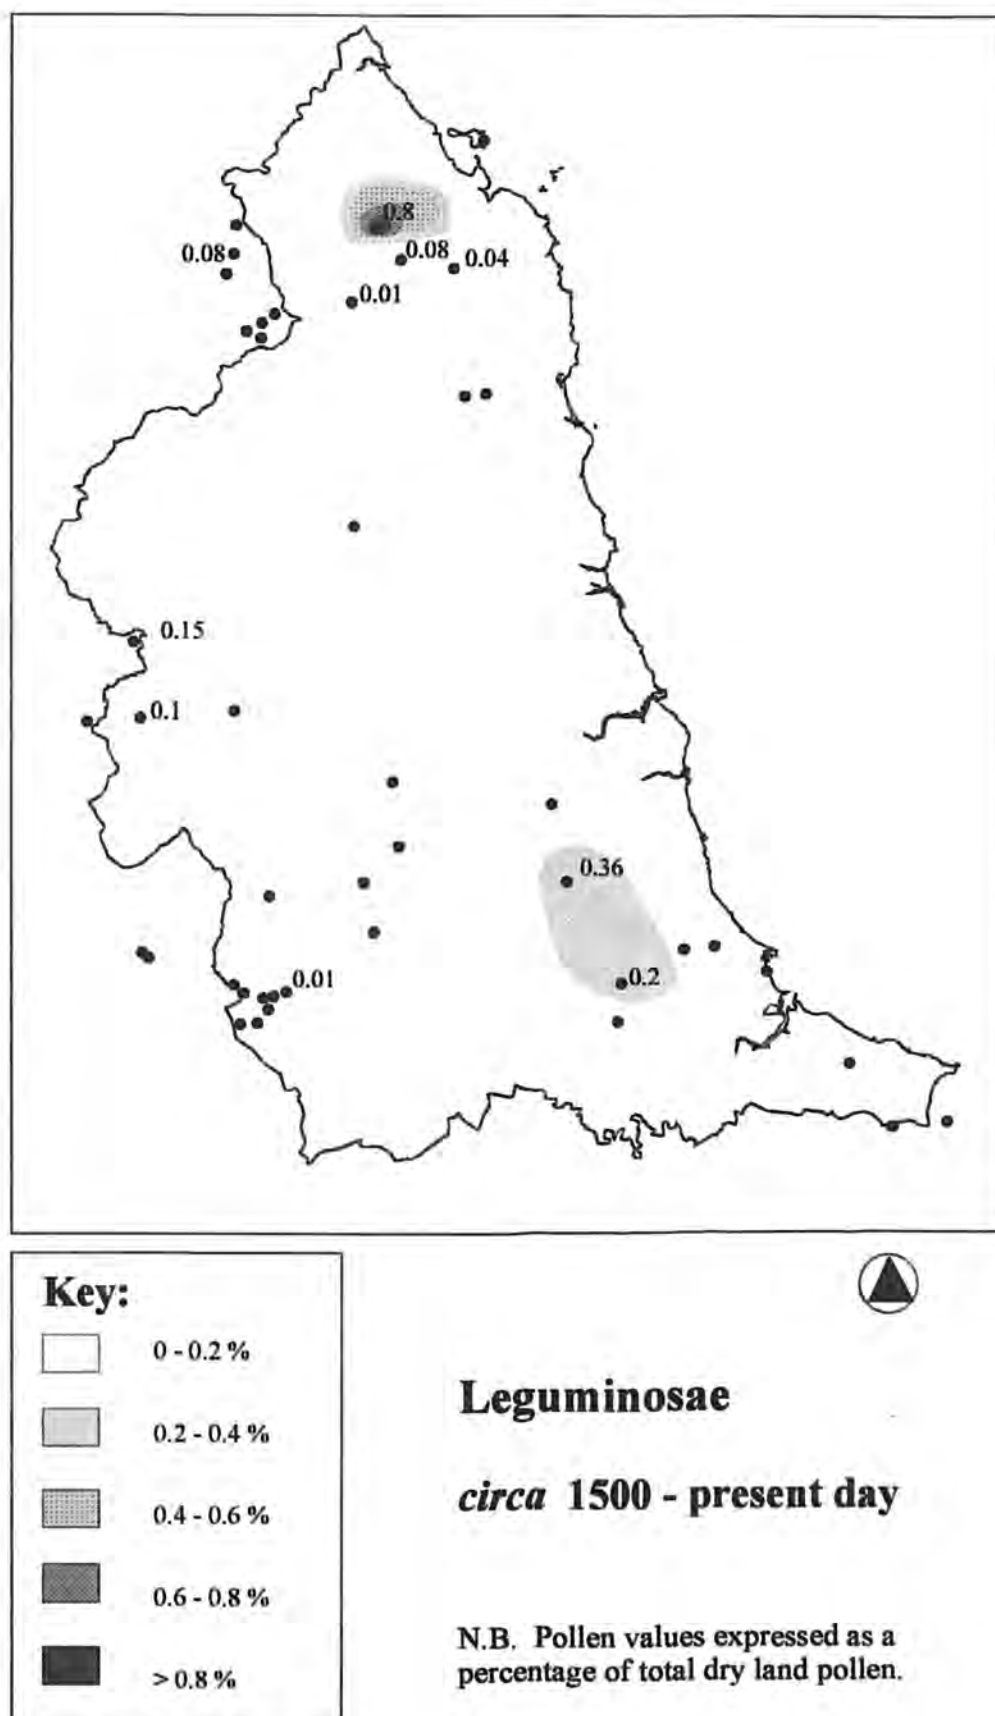 0.8
0.08
0.08
0.04
0.01
0.15
0.1
0.36
0.01
0.2
Key:
0 - 0.2 %
0.2 - 0.4 %
0.4 - 0.6 %
0.6 - 0.8 %
> 0.8 %
Leguminosae
circa 1500 - present day
N.B. Pollen values expressed as a
percentage of total dry land pollen.